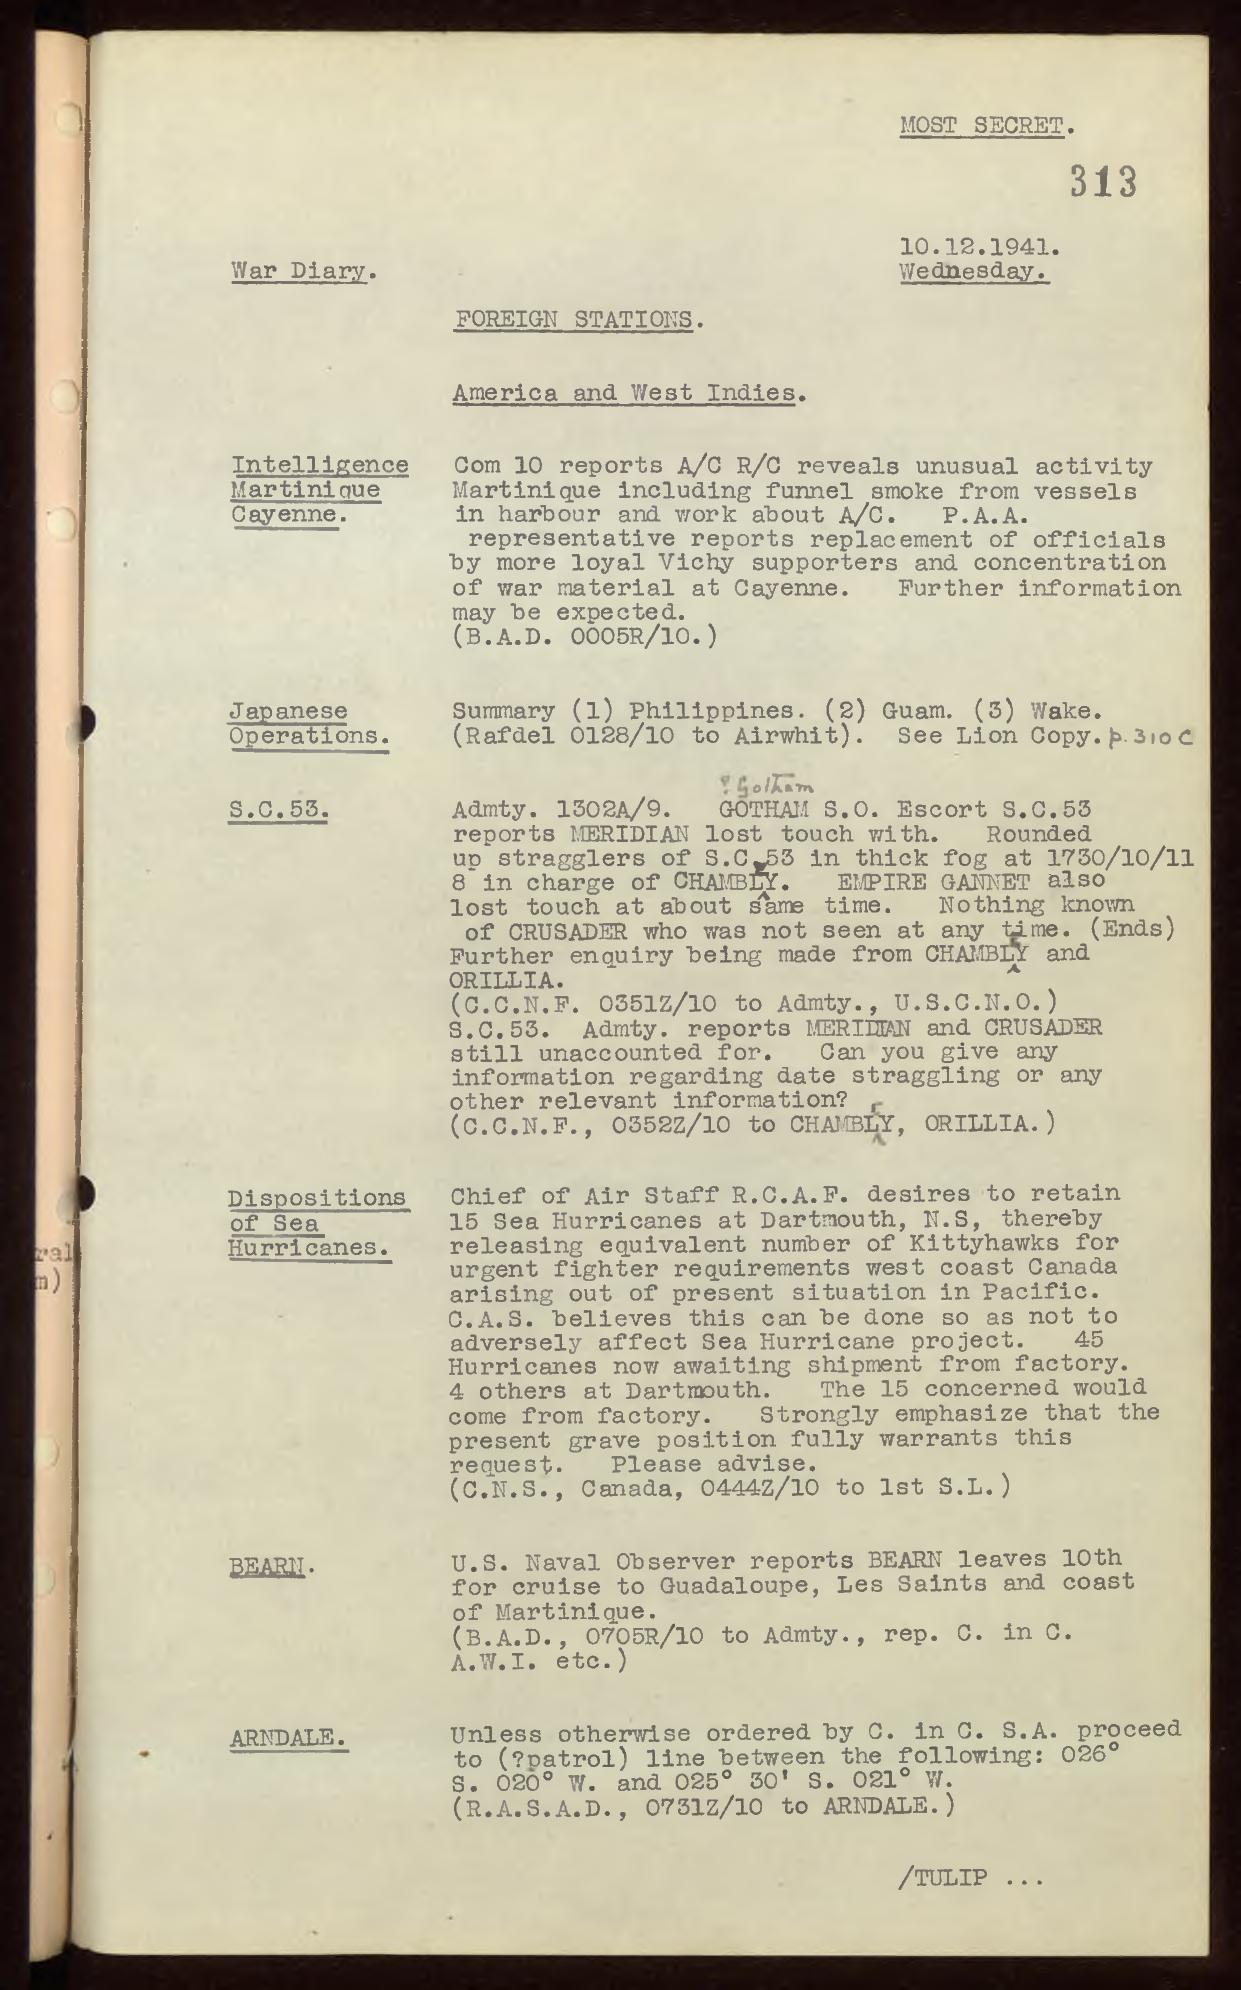 MOST SECRET.
313
10.12.1941.
War Diary.
Wednesday.
FOREIGN STATIONS.
America and West Indies.
Intelligence
Martinique
Cayenne.
Com 10 reports A/C R/C reveals unusual activity
Martinique including funnel smoke from vessels
in harbour and work about A/C. P.A.A.
representative reports replacement of officials
by more loyal Vichy supporters and concentration
of war material at Cayenne. Further information
may be expected.
(B.A.D. 0005R/10.)
Japanese
Operations.
Summary (1) Philippines. (2) Guam. (3) Wake.
(Rafdel 0128/10 to Airwhit). See Lion Copy. p. 310C
S.C.53.
? Gotham
Admty. 1302A/9. GOTHAM S.O. Escort S.C.53
reports MERIDIAN lost touch with. Rounded
up stragglers of S.C.53 in thick fog at 1730/10/11
8 in charge of CHAMBLY. EMPIRE GANNET also
lost touch at about same time. Nothing known
of CRUSADER who was not seen at any time. (Ends)
Further enquiry being made from CHAMBLY and
ORILLIA.
(C.C.N.F. 0351Z/10 to Admty., U.S.C.N.O.)
S.C.53. Admty. reports MERIDIAN and CRUSADER
still unaccounted for. Can you give any
information regarding date straggling or any
other relevant information?
(C.C.N.F., 0352Z/10 to CHAMBLY, ORILLIA.)
Dispositions
of Sea
Hurricanes.
Chief of Air Staff R.C.A.F. desires to retain
15 Sea Hurricanes at Dartmouth, N.S, thereby
releasing equivalent number of Kittyhawks for
urgent fighter requirements west coast Canada
arising out of present situation in Pacific.
C.A.S. believes this can be done so as not to
adversely affect Sea Hurricane project. 45
Hurricanes now awaiting shipment from factory.
4 others at Dartmouth. The 15 concerned would
come from factory. Strongly emphasize that the
present grave position fully warrants this
request. Please advise.
(C.N.S., Canada, 0444Z/10 to 1st S.L.)
BEARN.
U.S. Naval Observer reports BEARN leaves 10th
for cruise to Guadaloupe, Les Saints and coast
of Martinique.
(B.A.D., 0705R/10 to Admty., rep. C. in C.
A.W.I. etc.)
ARNDALE.
Unless otherwise ordered by C. in C. S.A. proceed
to (?patrol) line between the following: 026°
S. 020° W. and 025° 30' S. 021° W.
(R.A.S.A.D., 0731Z/10 to ARNDALE.)
/TULIP ...
ral
m)